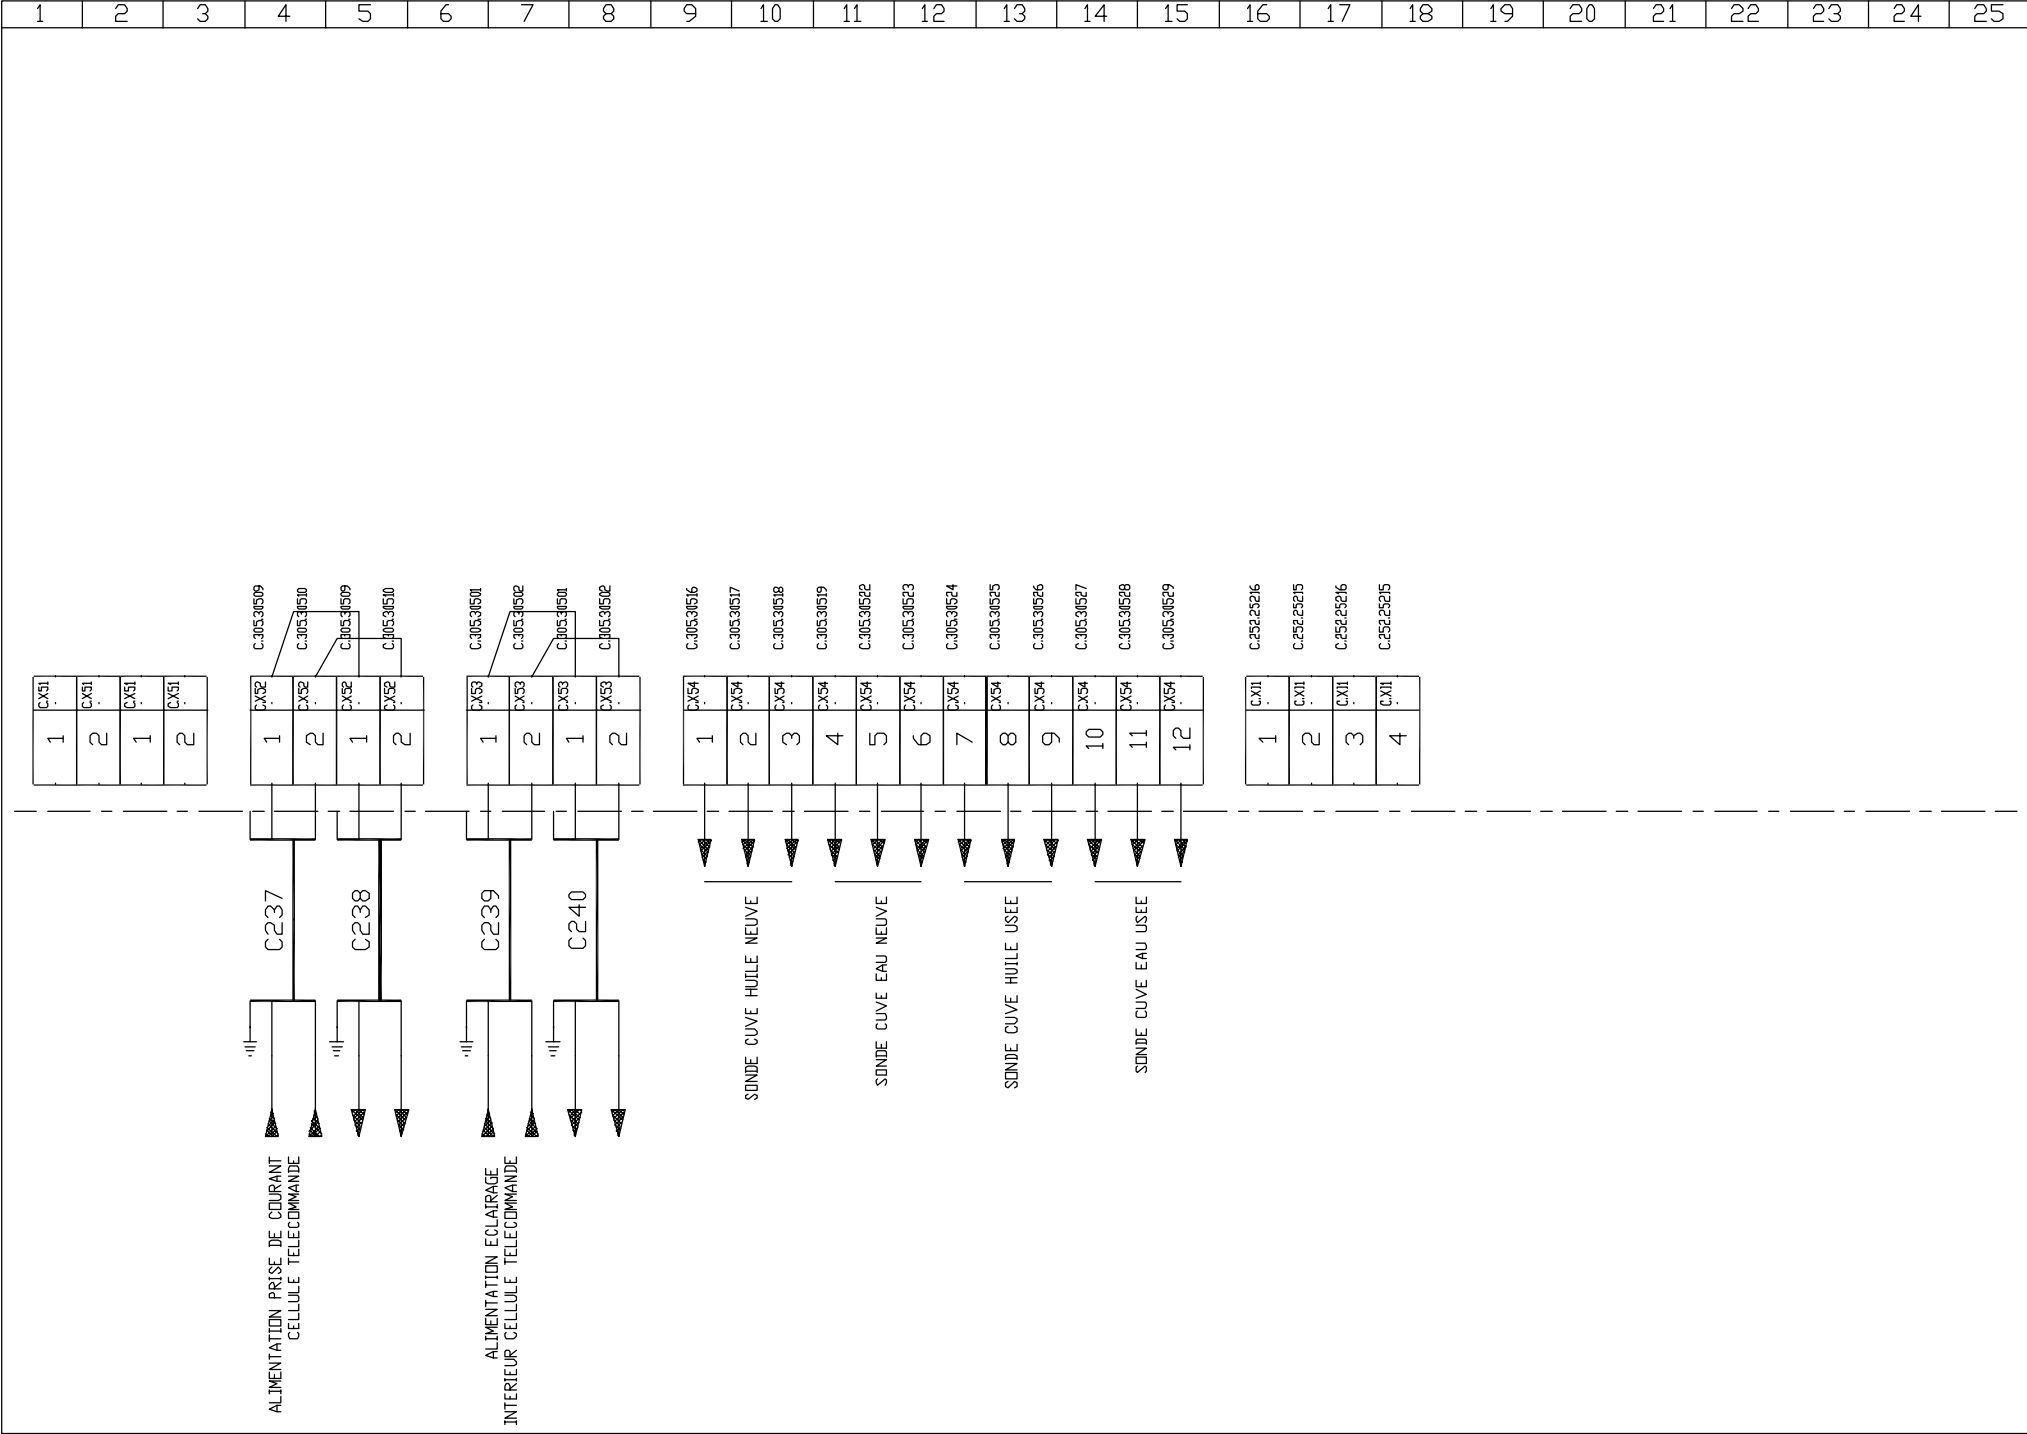 1 2 3 4 5 6 7 8 9 10 11 12 13 14 15 16 17 18 19 20 21 22 23 24 25
C.305.30509
C.305.30510
C.305.30509
C.305.30510
C.305.30501
C.305.30502
C.305.30501
C.305.30502
C.305.30516
C.305.30517
C.305.30518
C.305.30519
C.305.30522
C.305.30523
C.305.30524
C.305.30525
C.305.30526
C.305.30527
C.305.30528
C.305.30529
C.252.25216
C.252.25215
C.252.25216
C.252.25215
C.X51
C.X51
C.X51
C.X51
C.X52
C.X52
C.X52
C.X52
C.X53
C.X53
C.X53
C.X53
C.X54
C.X54
C.X54
C.X54
C.X54
C.X54
C.X54
C.X54
C.X54
C.X54
C.X54
C.X54
C.X11
C.X11
C.X11
C.X11
1
2
1
2
1
2
1
2
1
2
1
2
1
2
3
4
5
6
7
8
9
10
11
12
1
2
3
4
C237
C238
C239
C240
SONDE CUVE HUILE NEUVE
SONDE CUVE EAU NEUVE
SONDE CUVE HUILE USEE
SONDE CUVE EAU USEE
ALIMENTATION PRISE DE COURANT
CELLULE TELECOMMANDE
ALIMENTATION ECLAIRAGE
INTERIEUR CELLULE TELECOMMANDE